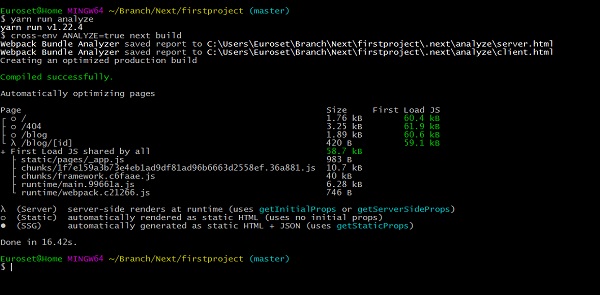 Euroset@Home MINGW64 ~/Branch/Next/firstproject (master)
$ yarn run analyze
yarn run v1.22.4
$ cross-env ANALYZE=true next build
Webpack Bundle Analyzer saved report to C:\Users\Euroset\Branch\Next\firstproject\.next\analyze\server.html
Webpack Bundle Analyzer saved report to C:\Users\Euroset\Branch\Next\firstproject\.next\analyze\client.html
Creating an optimized production build
Compiled successfully.
Automatically optimizing pages
Page Size First Load JS
┌ ○ / 1.76 kB 60.4 kB
├ ○ /404 3.25 kB 61.9 kB
├ ○ /blog 1.89 kB 60.6 kB
└ λ /blog/[id] 420 B 59.1 kB
+ First Load JS shared by all 58.7 kB
├ static/pages/_app.js 983 B
├ chunks/1f7e159a3b73e4eb1ad9df81ad96b6663d2558ef.36a881.js 10.7 kB
├ chunks/framework.c6faae.js 40 kB
├ runtime/main.99661a.js 6.28 kB
└ runtime/webpack.c21266.js 746 B
λ (Server) server-side renders at runtime (uses getInitialProps or getServerSideProps)
○ (Static) automatically rendered as static HTML (uses no initial props)
● (SSG) automatically generated as static HTML + JSON (uses getStaticProps)
Done in 16.42s.
Euroset@Home MINGW64 ~/Branch/Next/firstproject (master)
$